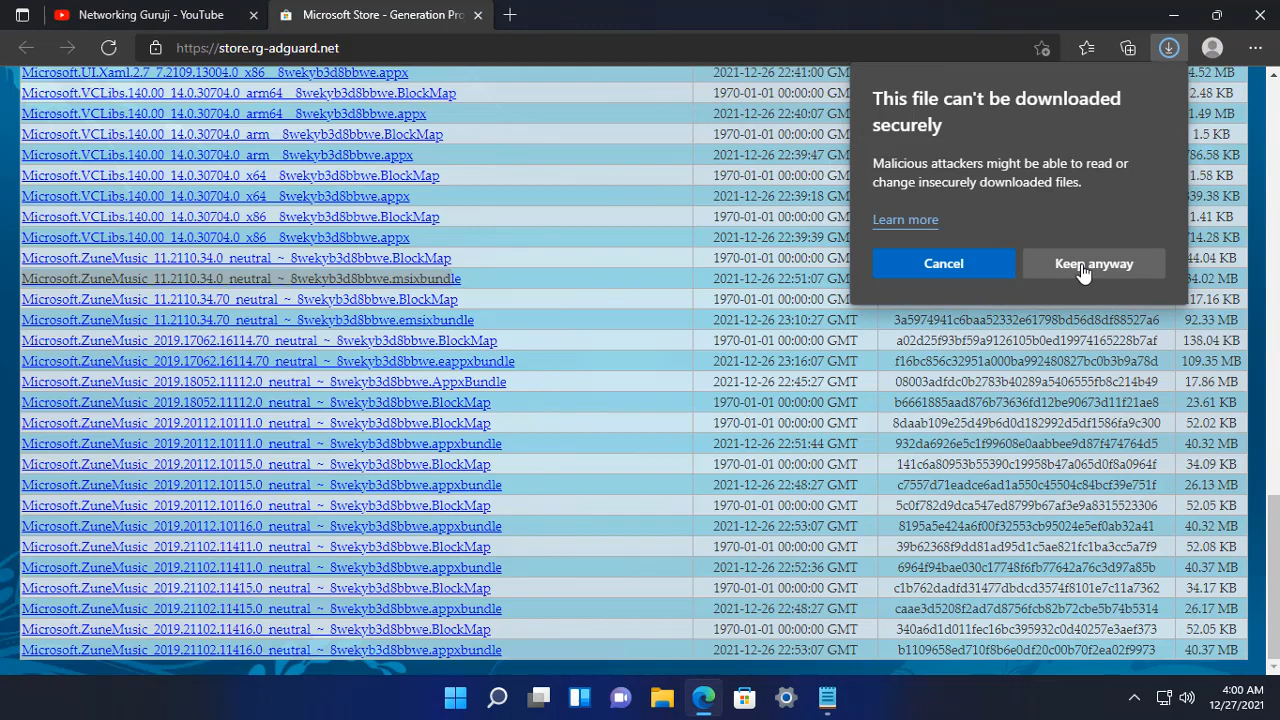 Networking Guruji - YouTube
Microsoft Store - Generation Pro
https://store.rg-adguard.net
Microsoft.UI.Xaml.2.7_7.2109.13004.0_x86__8wekyb3d8bbwe.appx 2021-12-26 22:41:00 GMT 4.52 MB
Microsoft.VCLibs.140.00_14.0.30704.0_arm64__8wekyb3d8bbwe.BlockMap 1970-01-01 00:00:00 GMT 2.48 KB
Microsoft.VCLibs.140.00_14.0.30704.0_arm64__8wekyb3d8bbwe.appx 2021-12-26 22:40:07 GMT .49 MB
Microsoft.VCLibs.140.00_14.0.30704.0_arm__8wekyb3d8bbwe.BlockMap 1970-01-01 00:00:00 GMT 1.5 KB
Microsoft.VCLibs.140.00_14.0.30704.0_arm__8wekyb3d8bbwe.appx 2021-12-26 22:39:47 GMT 786.58 KB
Microsoft.VCLibs.140.00_14.0.30704.0_x64__8wekyb3d8bbwe.BlockMap 1970-01-01 00:00:00 GMT 1.58 KB
Microsoft.VCLibs.140.00_14.0.30704.0_x64__8wekyb3d8bbwe.appx 2021-12-26 22:39:18 GMT 839.38 KB
Microsoft.VCLibs.140.00_14.0.30704.0_x86__8wekyb3d8bbwe.BlockMap 1970-01-01 00:00:00 GMT 1.41 KB
Microsoft.VCLibs.140.00_14.0.30704.0_x86__8wekyb3d8bbwe.appx 2021-12-26 22:39:39 GMT 714.28 KB
Microsoft.ZuneMusic_11.2110.34.0_neutral_~_8wekyb3d8bbwe.BlockMap 1970-01-01 00:00:00 GMT 44.04 KB
Microsoft.ZuneMusic_11.2110.34.0_neutral_~_8wekyb3d8bbwe.msixbundle 2021-12-26 22:51:07 GMT 34.02 MB
Microsoft.ZuneMusic_11.2110.34.70_neutral_~_8wekyb3d8bbwe.BlockMap 1970-01-01 00:00:00 GMT 17.16 KB
Microsoft.ZuneMusic_11.2110.34.70_neutral_~_8wekyb3d8bbwe.emsixbundle 2021-12-26 23:10:27 GMT 3a5974941c6baa52332e61798bd56d8df88527a6 92.33 MB
Microsoft.ZuneMusic_2019.17062.16114.70_neutral_~_8wekyb3d8bbwe.BlockMap 1970-01-01 00:00:00 GMT a02d25f93bf59a9126105b0ed19974165228b7af 138.04 KB
Microsoft.ZuneMusic_2019.17062.16114.70_neutral_~_8wekyb3d8bbwe.eappxbundle 2021-12-26 23:16:07 GMT f16bc856c32951a000ba992480827bc0b3b9a78d 109.35 MB
Microsoft.ZuneMusic_2019.18052.11112.0_neutral_~_8wekyb3d8bbwe.AppxBundle 2021-12-26 22:45:27 GMT 08003adfdc0b2783b40289a5406555fb8c214b49 17.86 MB
Microsoft.ZuneMusic_2019.18052.11112.0_neutral_~_8wekyb3d8bbwe.BlockMap 1970-01-01 00:00:00 GMT b6661885aad876b73636fd12be90673d11f21ae8 23.61 KB
Microsoft.ZuneMusic_2019.20112.10111.0_neutral_~_8wekyb3d8bbwe.BlockMap 1970-01-01 00:00:00 GMT 8daab109e25d49b6d0d182992d5df1586fa9c300 52.02 KB
Microsoft.ZuneMusic_2019.20112.10111.0_neutral_~_8wekyb3d8bbwe.appxbundle 2021-12-26 22:51:44 GMT 932da6926e5c1f99608e0aabbee9d87f474764d5 40.32 MB
Microsoft.ZuneMusic_2019.20112.10115.0_neutral_~_8wekyb3d8bbwe.BlockMap 1970-01-01 00:00:00 GMT 141c6a80953b55390c19958b47a065d0f8a0964f 34.09 KB
Microsoft.ZuneMusic_2019.20112.10115.0_neutral_~_8wekyb3d8bbwe.appxbundle 2021-12-26 22:48:27 GMT c7557d71eadce6ad1a550c45504c84bcf39e751f 26.13 MB
Microsoft.ZuneMusic_2019.20112.10116.0_neutral_~_8wekyb3d8bbwe.BlockMap 1970-01-01 00:00:00 GMT 5c0f782d9dca547ed8799b67af3e9a8315523306 52.05 KB
Microsoft.ZuneMusic_2019.20112.10116.0_neutral_~_8wekyb3d8bbwe.appxbundle 2021-12-26 22:53:07 GMT 8195a5e424a6f00f32553cb95024e5ef0ab32a41 40.32 MB
Microsoft.ZuneMusic_2019.21102.11411.0_neutral_~_8wekyb3d8bbwe.BlockMap 1970-01-01 00:00:00 GMT 39b62368f9dd81ad95d1c5ae821fc1ba3cc5a7f9 52.08 KB
Microsoft.ZuneMusic_2019.21102.11411.0_neutral_~_8wekyb3d8bbwe.appxbundle 2021-12-26 22:52:36 GMT 6964f94bae030c17748f6fb77642a76c3d97a85b 40.37 MB
Microsoft.ZuneMusic_2019.21102.11415.0_neutral_~_8wekyb3d8bbwe.BlockMap 1970-01-01 00:00:00 GMT c1b762dadfd31477dbdcd3574f8101e7c11a7362 34.17 KB
Microsoft.ZuneMusic_2019.21102.11415.0_neutral_~_8wekyb3d8bbwe.appxbundle 2021-12-26 22:48:27 GMT caae3d5208f2ad7d8756fcb82b72cbe5b74b5314 26.17 MB
Microsoft.ZuneMusic_2019.21102.11416.0_neutral_~_8wekyb3d8bbwe.BlockMap 1970-01-01 00:00:00 GMT 340a6d1d011fec16bc395932c0d40257e3aef373 52.05 KB
Microsoft.ZuneMusic_2019.21102.11416.0_neutral_~_8wekyb3d8bbwe.appxbundle 2021-12-26 22:53:07 GMT b1109658ed710f8b6e0df20c00b70f2ea02f9973 40.37 MB
This file can't be downloaded
securely
Malicious attackers might be able to read or
change insecurely downloaded files.
Learn more
Cancel
Keep anyway
4:00 AM
12/27/2021